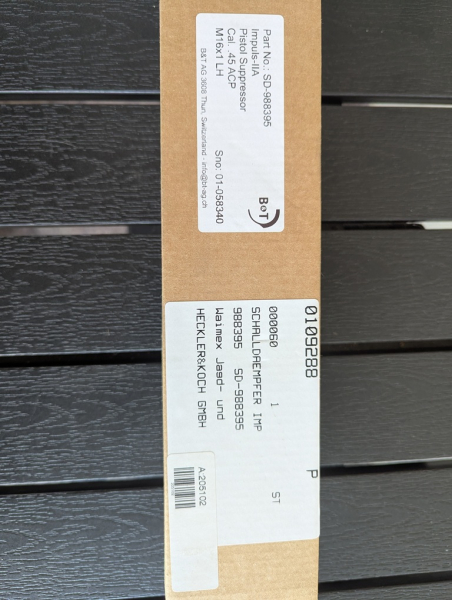 Part No.: SD-988395
Impuls-IIA
Pistol Suppressor
Cal. .45 ACP
M16x1 LH
Sno: 01-058340
B&T AG 3608 Thun, Switzerland - info@bt-ag.ch
B&T
0109288 P
000060 1 ST
SCHALLDAEMPFER IMP
988395 SD-988395
Waimex Jagd- und
HECKLER&KOCH GMBH
A.205102